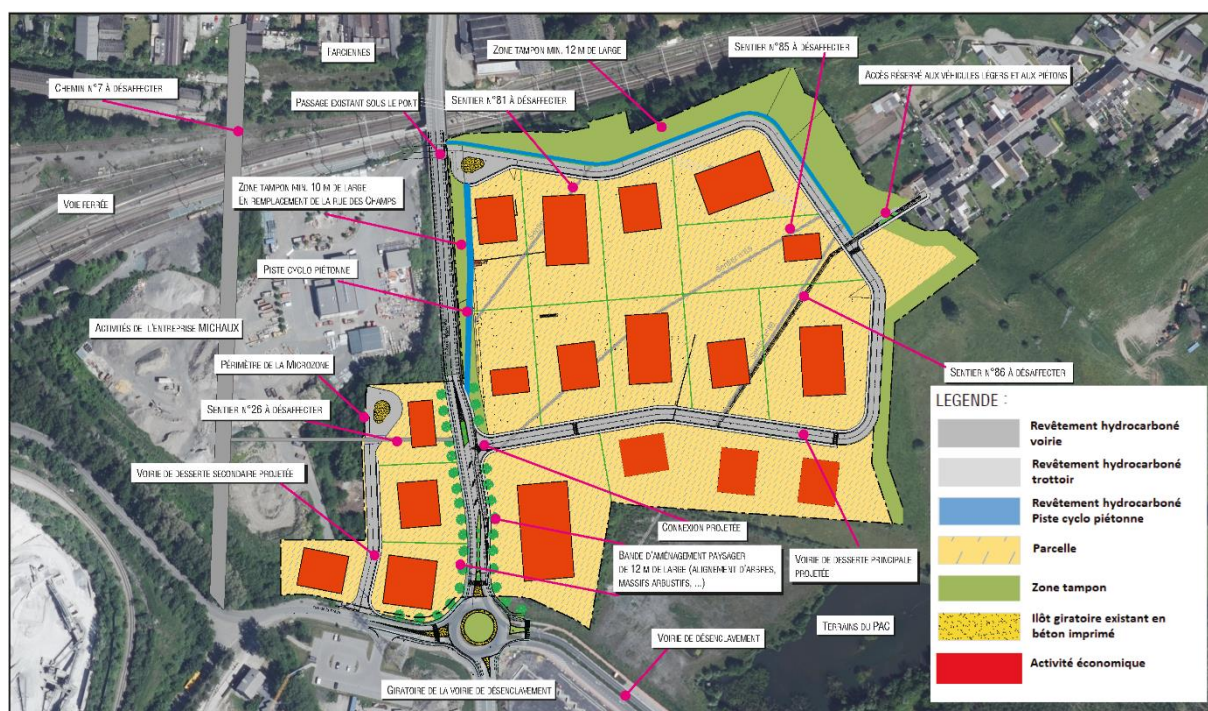 TARCIENNES
ZONE TAMPON MIN. 12 M DE LARGE
SENTIER N°85 À DÉSAFFECTER
CHEMIN N°7 À DÉSAFFECTER
ACCÈS RÉSERVÉ AUX VÉHICULES LÉGERS ET AUX PIÉTONS
PASSAGE EXISTANT SOUS LE PONT
SENTIER N°81 À DÉSAFFECTER
ZONE TAMPON MIN. 10 M DE LARGE
EN REMPLACEMENT DE LA RUE DES CHAMPS
VOIE FERRÉE
PISTE CYCLO PIÉTONNE
ACTIVITÉS DE L'ENTREPRISE MICHAUX
PÉRIMÈTRE DE LA MICROZONE
SENTIER N°86 À DÉSAFFECTER
SENTIER N°26 À DÉSAFFECTER
VOIRIE DE DESSERTE SECONDAIRE PROJETÉE
CONNEXION PROJETÉE
BANDE D'AMÉNAGEMENT PAYSAGER
DE 12 M DE LARGE (ALIGNEMENT D'ARBRES,
MASSIFS ARBUSTIFS, ...)
VOIRIE DE DESSERTE PRINCIPALE
PROJETÉE
TERRAINS DU PAC
VOIRIE DE DÉSENCLAVEMENT
GIRATOIRE DE LA VOIRIE DE DÉSENCLAVEMENT
LEGENDE :
Revêtement hydrocarboné
voirie
Revêtement hydrocarboné
trottoir
Revêtement hydrocarboné
Piste cyclo piétonne
Parcelle
Zone tampon
Ilôt giratoire existant en
béton imprimé
Activité économique